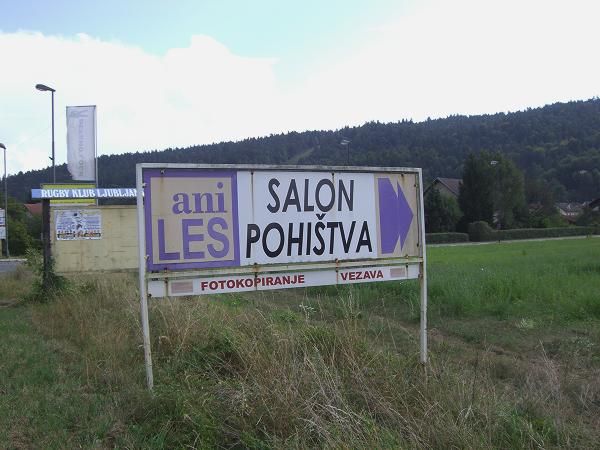 RUGBY KLUB LJUBLJANA
ani
LES
SALON
POHIŠTVA
FOTOKOPIRANJE VEZAVA